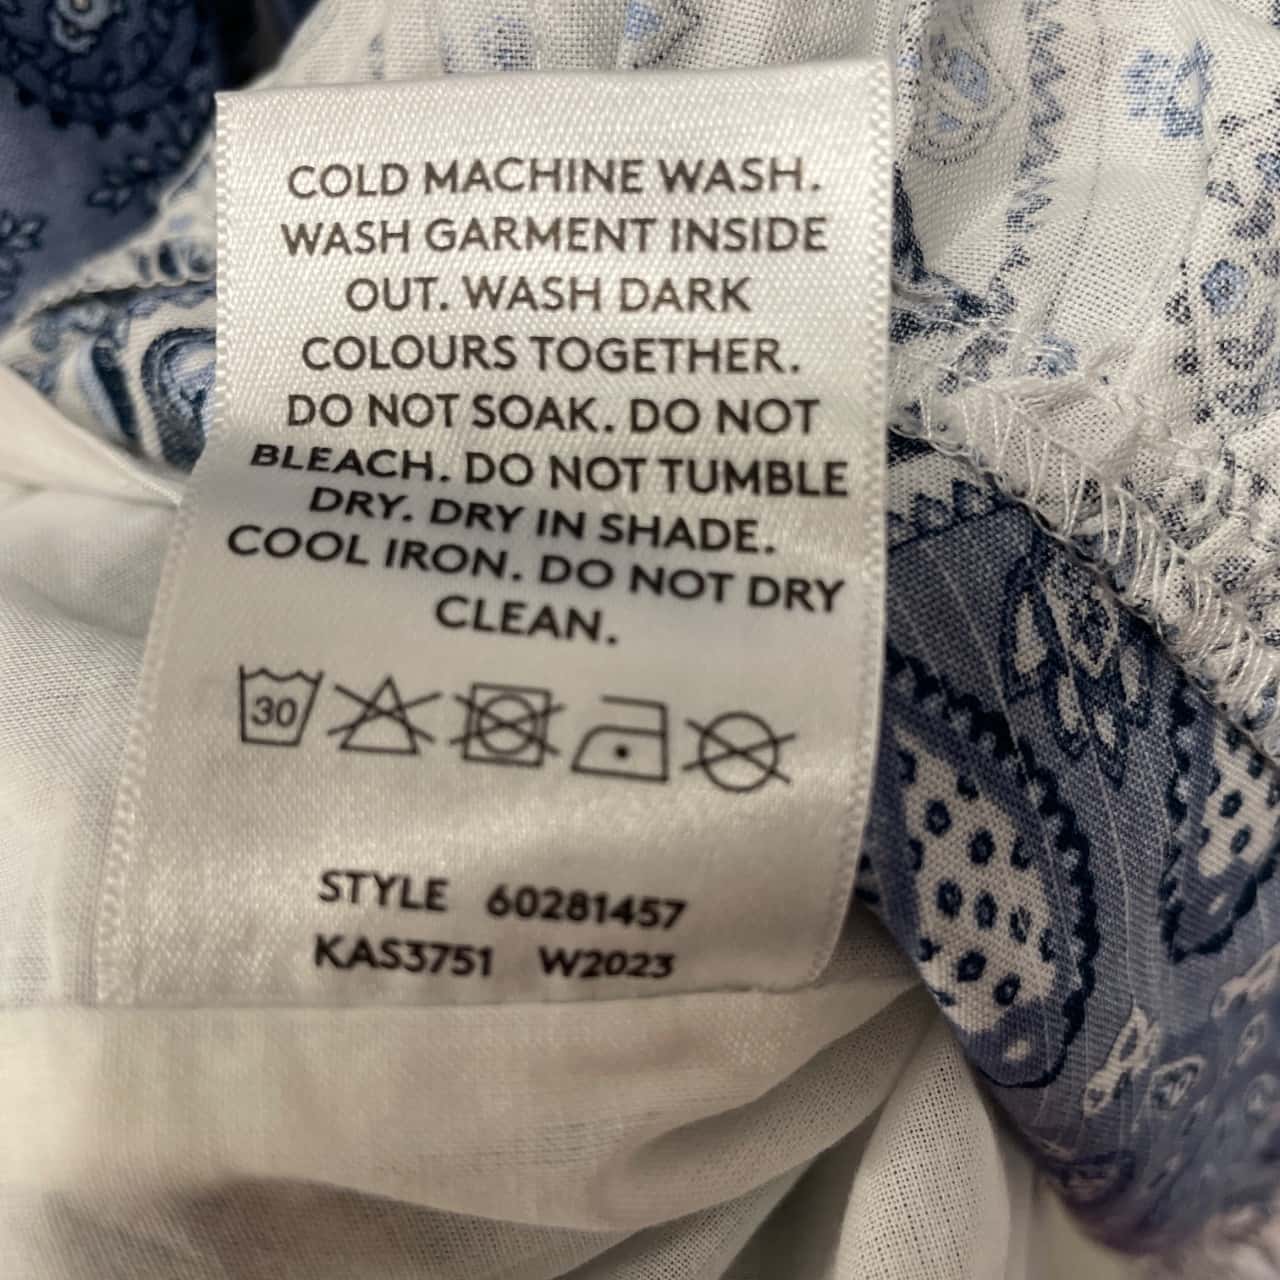 COLD MACHINE WASH.
WASH GARMENT INSIDE
OUT. WASH DARK
COLOURS TOGETHER.
DO NOT SOAK. DO NOT
BLEACH. DO NOT TUMBLE
DRY. DRY IN SHADE.
COOL IRON. DO NOT DRY
CLEAN.
30
STYLE 60281457
KAS3751 W2023